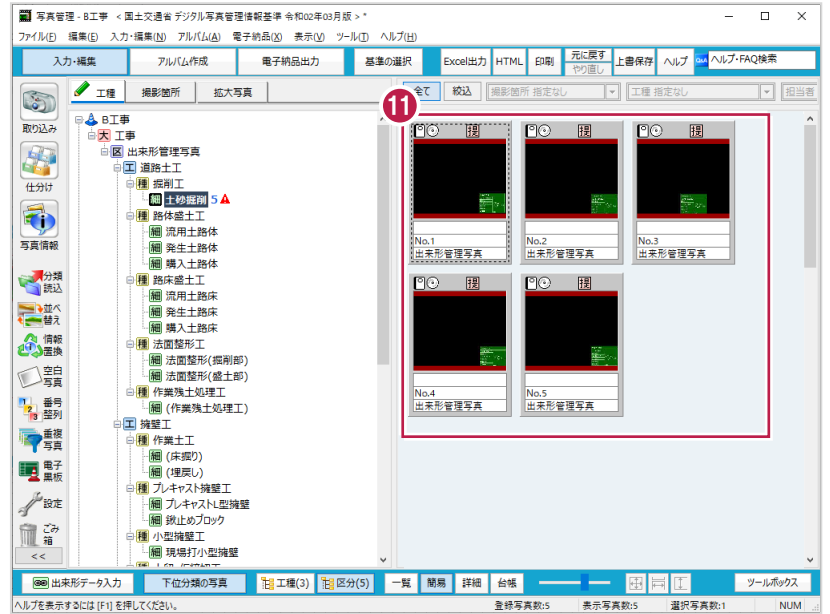 写真管理 - B工事 <国土交通省 デジタル写真管理情報基準 令和02年03月版 > *
ファイル(F) 編集(E) 入力・編集(N) アルバム(A) 電子納品(X) 表示(V) ツール(T) ヘルプ(H)
入力・編集 アルバム作成 電子納品出力 基準の選択 Excel出力 HTML 印刷 元に戻す やり直し 上書保存 ヘルプ Q&A ヘルプ・FAQ検索
工種 撮影箇所 拡大写真 全て 絞込 撮影箇所 指定なし 工種 指定なし 担当者
11
取り込み
仕分け
写真情報
分類読込
並べ替え
情報置換
空白写真
番号整列
重複写真
電子黒板
設定
ごみ箱
<<
B工事
大 工事
区 出来形管理写真
工 道路土工
種 掘削工
細 土砂掘削 5
種 路体盛土工
細 流用土路体
細 発生土路体
細 購入土路体
種 路床盛土工
細 流用土路床
細 発生土路床
細 購入土路床
種 法面整形工
細 法面整形(掘削部)
細 法面整形(盛土部)
種 作業残土処理工
細 (作業残土処理工)
工 擁壁工
種 作業土工
細 (床掘り)
細 (埋戻し)
種 プレキャスト擁壁工
細 プレキャストL型擁壁
細 鍬止めブロック
種 小型擁壁工
細 現場打小型擁壁
提
No.1
出来形管理写真
提
No.2
出来形管理写真
提
No.3
出来形管理写真
提
No.4
出来形管理写真
提
No.5
出来形管理写真
出来形データ入力 下位分類の写真 工種(3) 区分(5) 一覧 簡易 詳細 台帳 ツールボックス
ヘルプを表示するには [F1] を押してください。 登録写真数:5 表示写真数:5 選択写真数:1 NUM